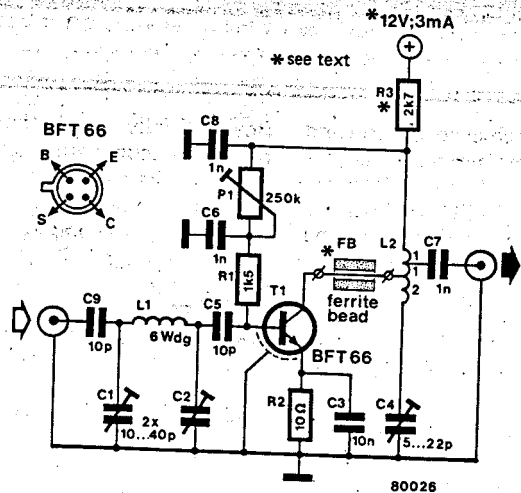 *12V;3mA
+
* see text
R3
*
2k7
BFT 66
B
E
S
C
C8
1n
P1
250k
C6
1n
R1
1k5
* FB
L2
C7
1
1
2
1n
ferrite
bead
T1
BFT 66
C9
10p
L1
6 Wdg
C5
10p
C1
2x
10...40p
C2
R2
10Ω
C3
10n
C4
5...22p
80026